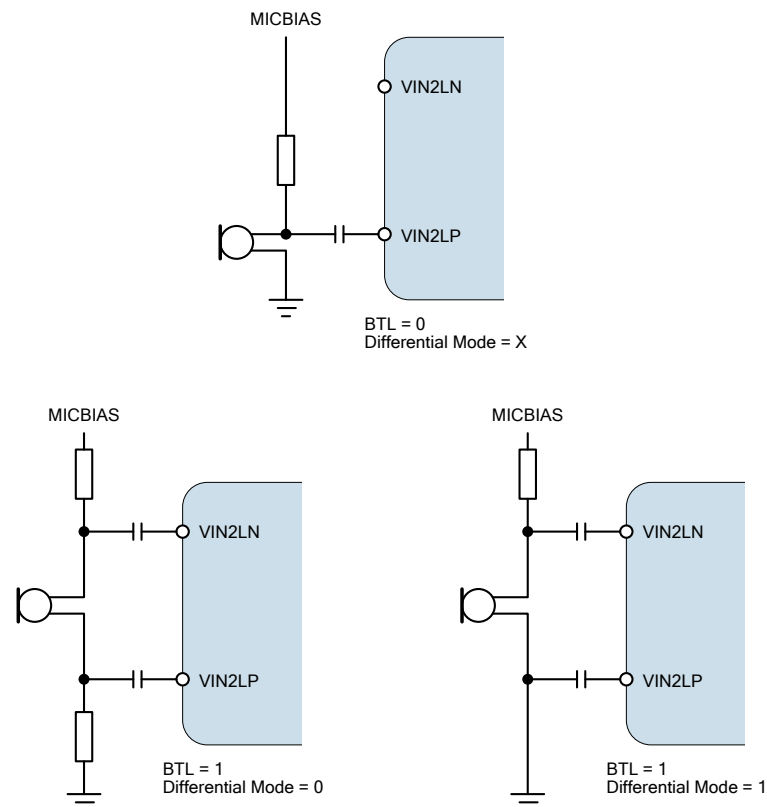 MICBIAS
VIN2LN
VIN2LP
BTL = 0
Differential Mode = X
MICBIAS
VIN2LN
VIN2LP
BTL = 1
Differential Mode = 0
MICBIAS
VIN2LN
VIN2LP
BTL = 1
Differential Mode = 1